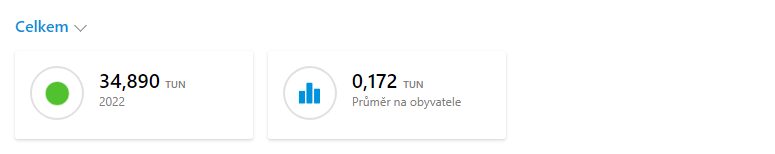 Celkem
34,890 TUN
2022
0,172 TUN
Průměr na obyvatele